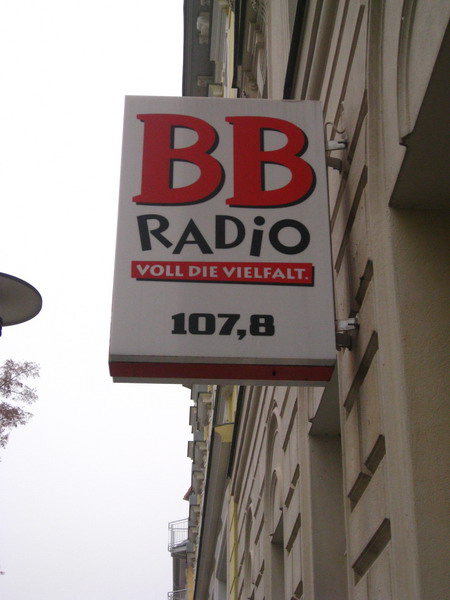 BB
RADiO
VOLL DIE VIELFALT.
107,8